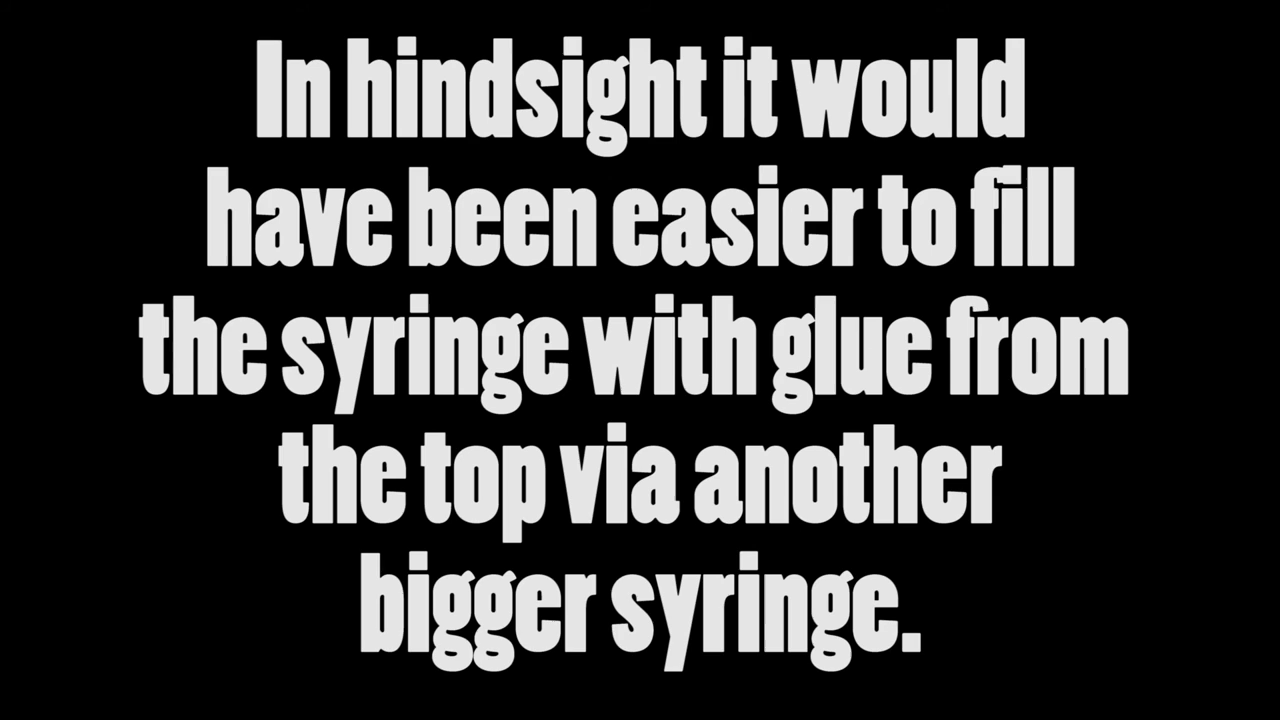 In hindsight it would
have been easier to fill
the syringe with glue from
the top via another
bigger syringe.